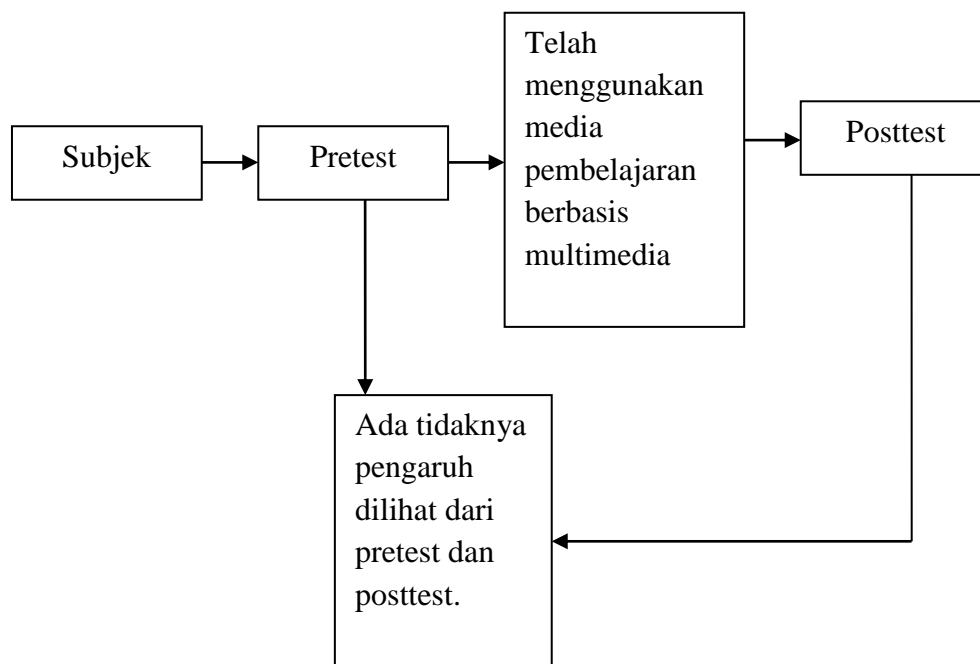 Subjek
Pretest
Telah
menggunakan
media
pembelajaran
berbasis
multimedia
Posttest
Ada tidaknya
pengaruh
dilihat dari
pretest dan
posttest.